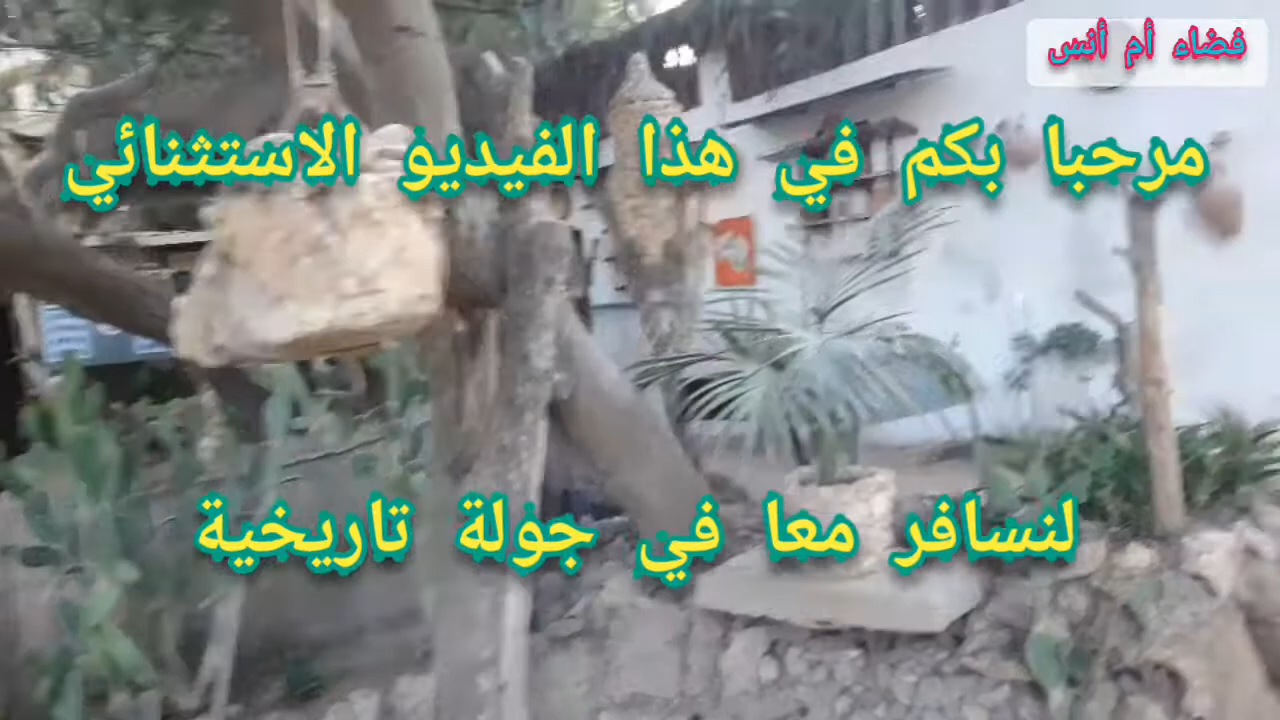 فضاء أم أنس
مرحبا بكم في هذا الفيديو الاستثنائي
لنسافر معا في جولة تاريخية